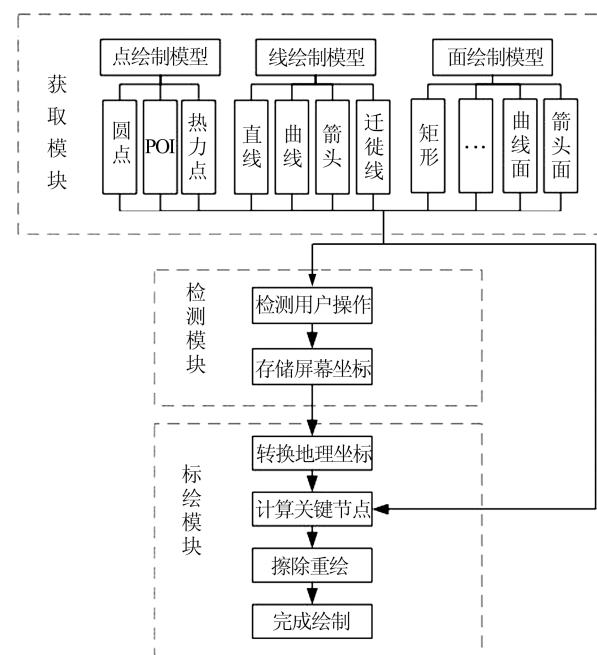 获取模块
点绘制模型
线绘制模型
面绘制模型
圆点
POI
热力点
直线
曲线
箭头
迁徙线
矩形
…
曲线面
箭头面
检测模块
检测用户操作
存储屏幕坐标
标绘模块
转换地理坐标
计算关键节点
擦除重绘
完成绘制